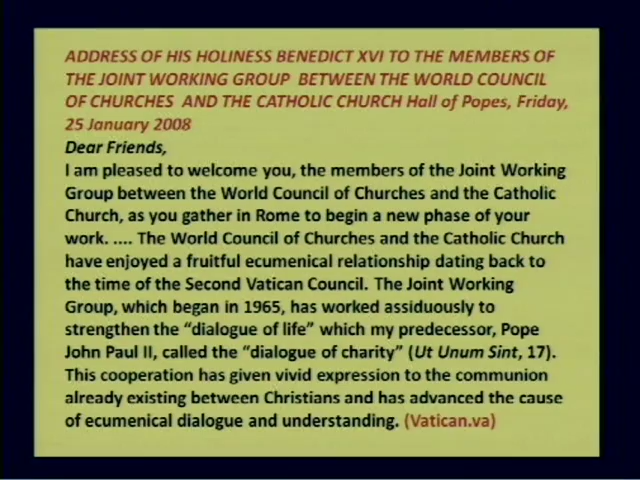 ADDRESS OF HIS HOLINESS BENEDICT XVI TO THE MEMBERS OF
THE JOINT WORKING GROUP BETWEEN THE WORLD COUNCIL
OF CHURCHES AND THE CATHOLIC CHURCH Hall of Popes, Friday,
25 January 2008
Dear Friends,
I am pleased to welcome you, the members of the Joint Working
Group between the World Council of Churches and the Catholic
Church, as you gather in Rome to begin a new phase of your
work. .... The World Council of Churches and the Catholic Church
have enjoyed a fruitful ecumenical relationship dating back to
the time of the Second Vatican Council. The Joint Working
Group, which began in 1965, has worked assiduously to
strengthen the “dialogue of life” which my predecessor, Pope
John Paul II, called the “dialogue of charity” (Ut Unum Sint, 17).
This cooperation has given vivid expression to the communion
already existing between Christians and has advanced the cause
of ecumenical dialogue and understanding. (Vatican.va)